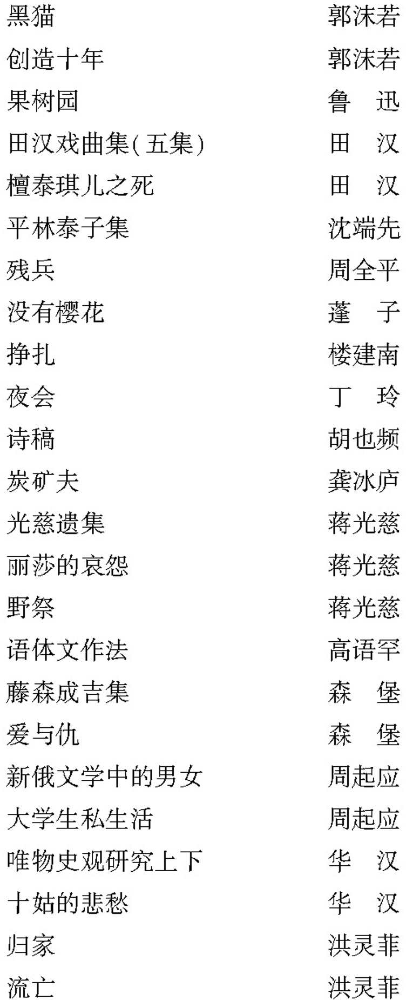 黑猫 郭沫若
创造十年 郭沫若
果树园 鲁 迅
田汉戏曲集(五集) 田 汉
檀泰琪儿之死 田 汉
平林泰子集 沈端先
残兵 周全平
没有樱花 蓬 子
挣扎 楼建南
夜会 丁 玲
诗稿 胡也频
炭矿夫 龚冰庐
光慈遗集 蒋光慈
丽莎的哀怨 蒋光慈
野祭 蒋光慈
语体文作法 高语罕
藤森成吉集 森 堡
爱与仇 森 堡
新俄文学中的男女 周起应
大学生私生活 周起应
唯物史观研究上下 华 汉
十姑的悲愁 华 汉
归家 洪灵菲
流亡 洪灵菲